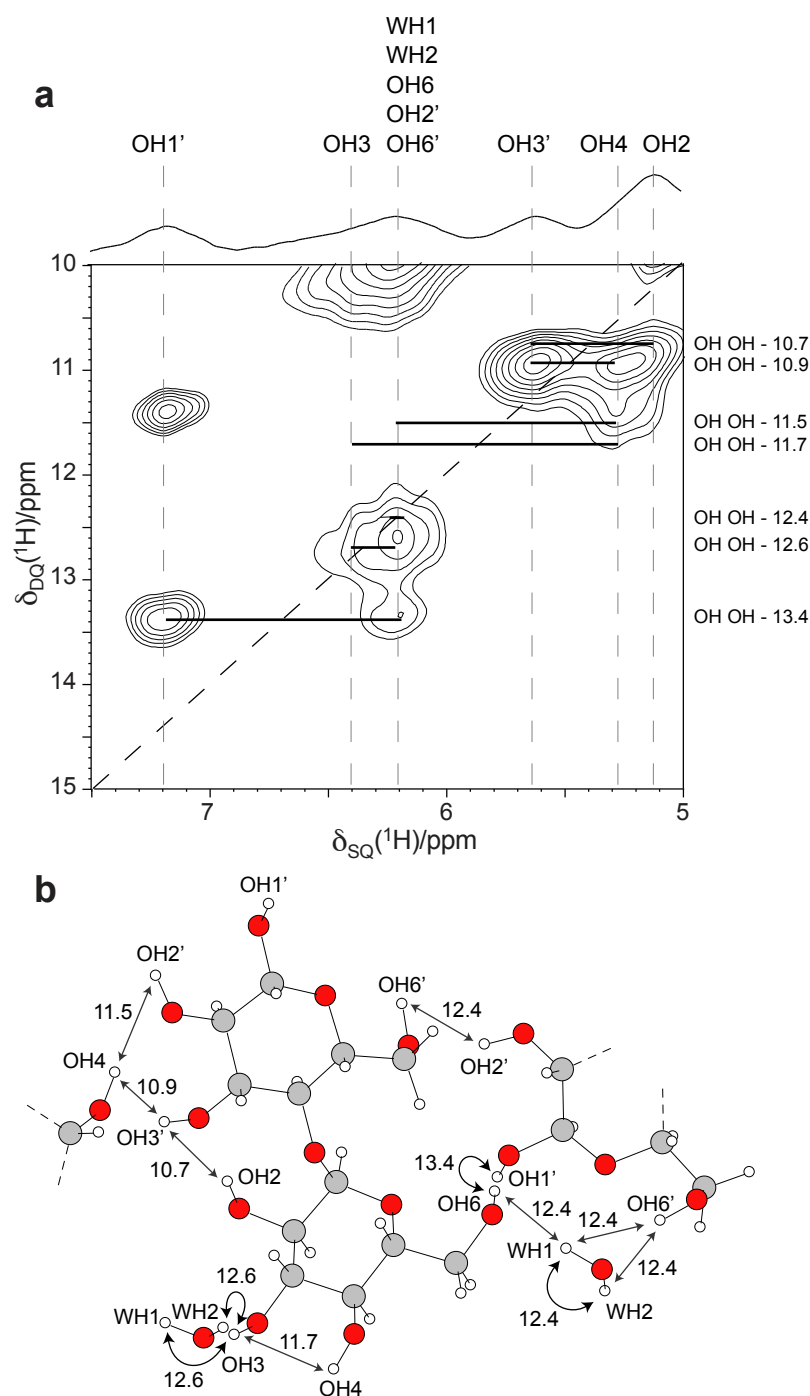 WH1
WH2
OH6
OH2'
OH1' OH3 OH6' OH3' OH4 OH2
a
10
11
12
13
14
15
δDQ(¹H)/ppm
7 6 5
δSQ(¹H)/ppm
OH OH - 10.7
OH OH - 10.9
OH OH - 11.5
OH OH - 11.7
OH OH - 12.4
OH OH - 12.6
OH OH - 13.4
b
OH1'
OH2'
OH6'
12.4
11.5
OH4
OH2'
10.9
OH3'
10.7
OH2
13.4
OH1'
OH6
12.4
OH6'
12.4
WH1
12.4
12.6
WH1
WH2
12.4
WH2
OH3
11.7
12.6
OH4